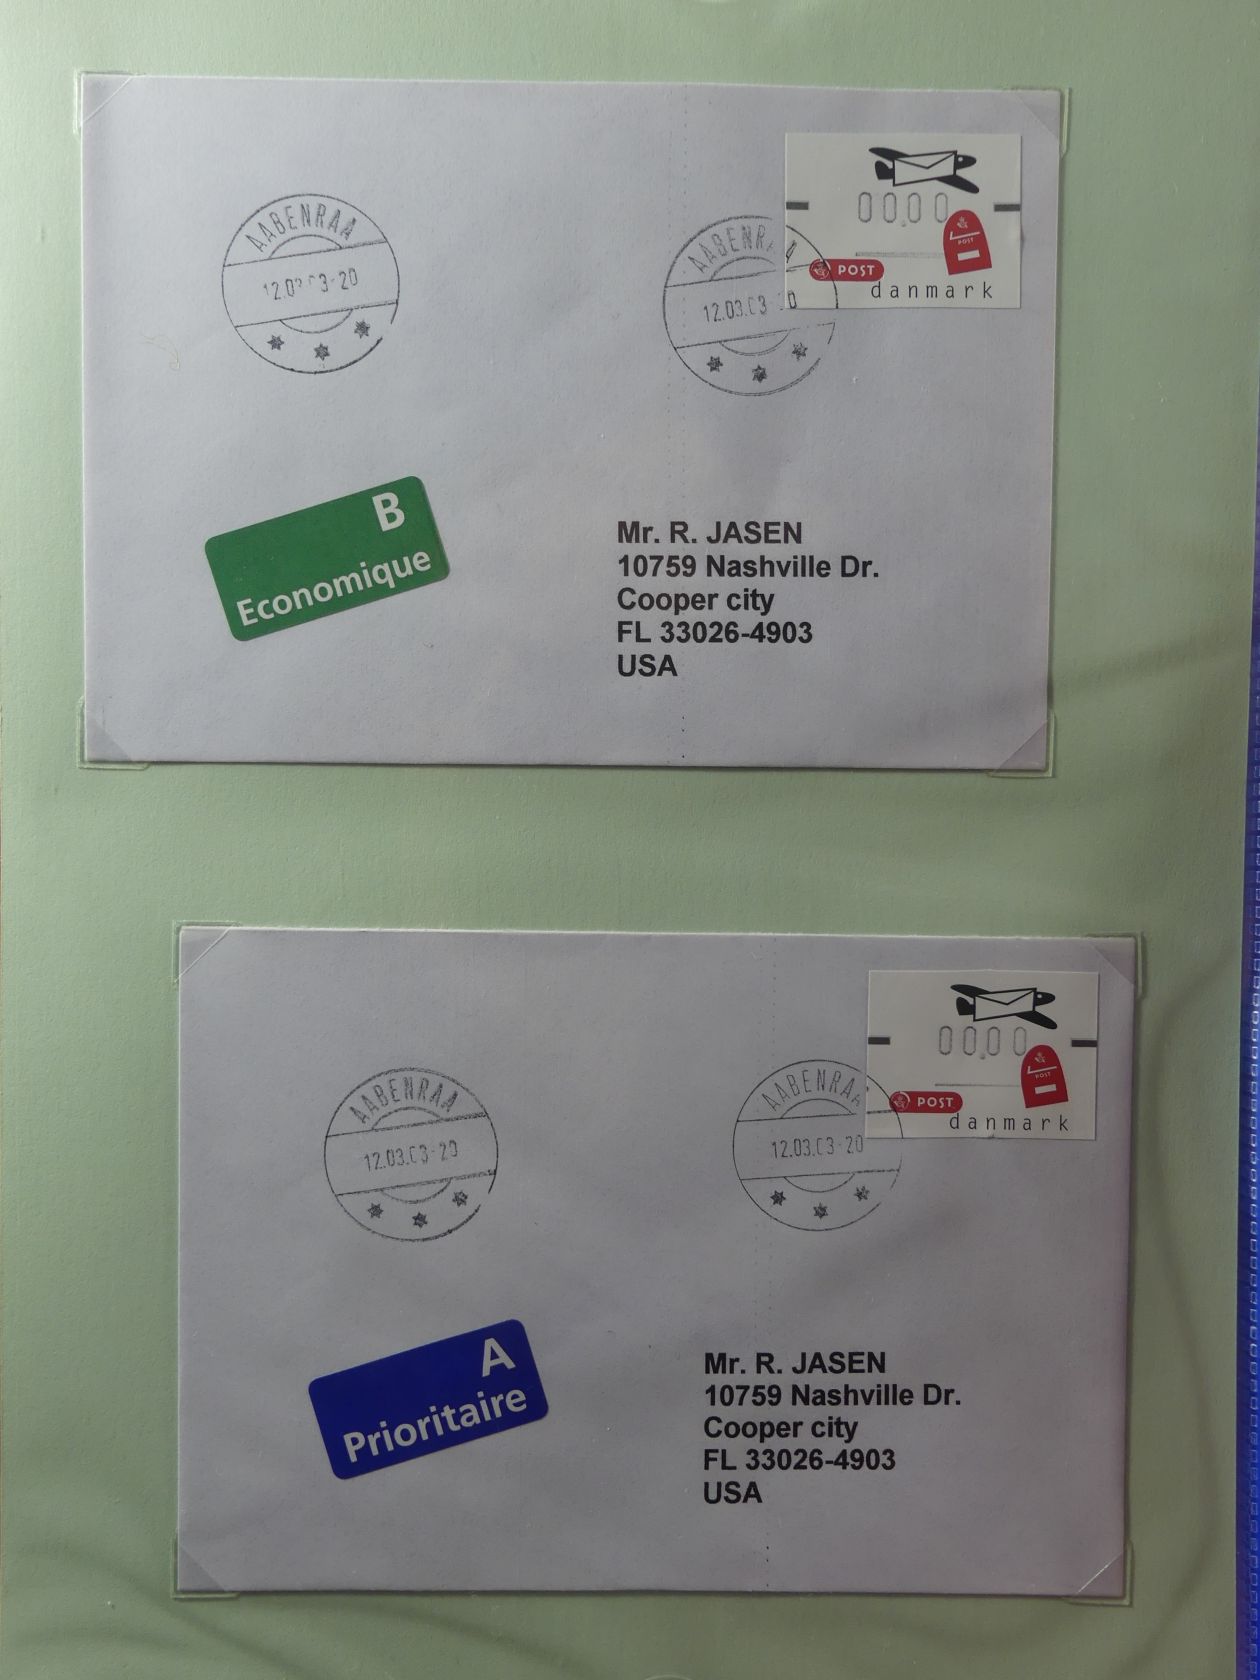 AABENRAA
12.03.03-20
AABENRAA
12.03.03-20
00.00
POST
POST
danmark
B
Economique
Mr. R. JASEN
10759 Nashville Dr.
Cooper city
FL 33026-4903
USA
AABENRAA
12.03.03-20
AABENRAA
12.03.03-20
00.00
POST
POST
danmark
A
Prioritaire
Mr. R. JASEN
10759 Nashville Dr.
Cooper city
FL 33026-4903
USA